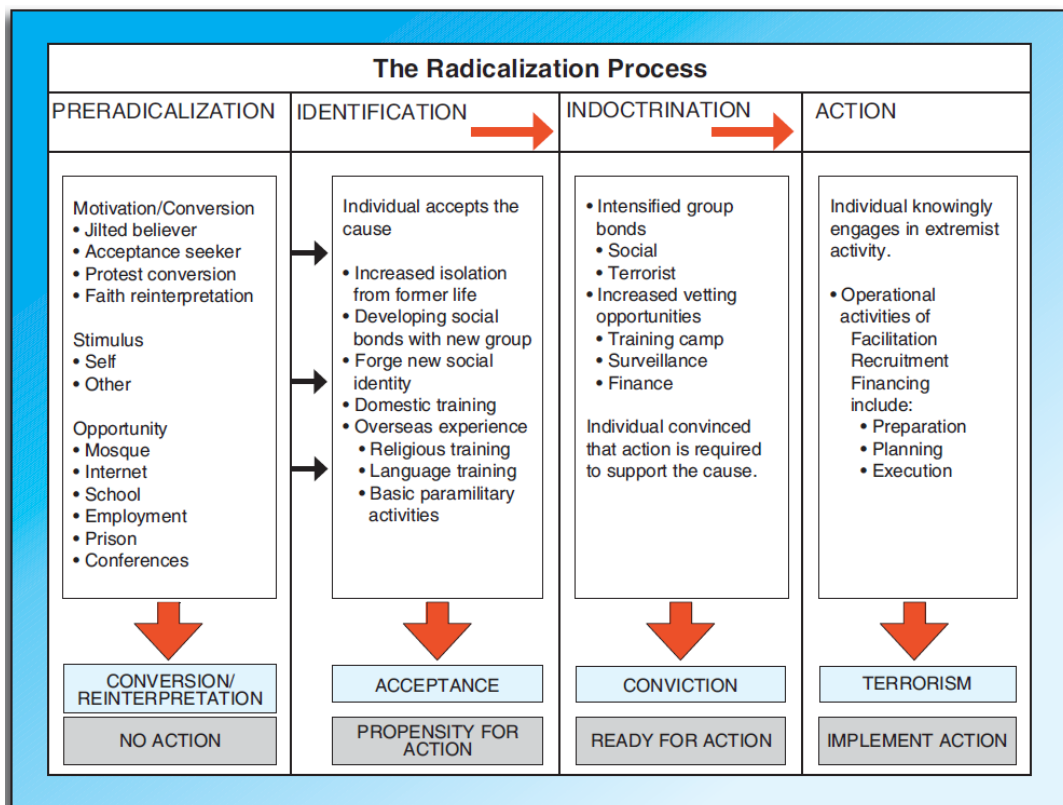 The Radicalization Process
PRERADICALIZATION
IDENTIFICATION
INDOCTRINATION
ACTION
Motivation/Conversion
• Jilted believer
• Acceptance seeker
• Protest conversion
• Faith reinterpretation
Stimulus
• Self
• Other
Opportunity
• Mosque
• Internet
• School
• Employment
• Prison
• Conferences
Individual accepts the
cause
• Increased isolation
from former life
• Developing social
bonds with new group
• Forge new social
identity
• Domestic training
• Overseas experience
• Religious training
• Language training
• Basic paramilitary
activities
• Intensified group
bonds
• Social
• Terrorist
• Increased vetting
opportunities
• Training camp
• Surveillance
• Finance
Individual convinced
that action is required
to support the cause.
Individual knowingly
engages in extremist
activity.
• Operational
activities of
Facilitation
Recruitment
Financing
include:
• Preparation
• Planning
• Execution
CONVERSION/
REINTERPRETATION
ACCEPTANCE
CONVICTION
TERRORISM
NO ACTION
PROPENSITY FOR
ACTION
READY FOR ACTION
IMPLEMENT ACTION